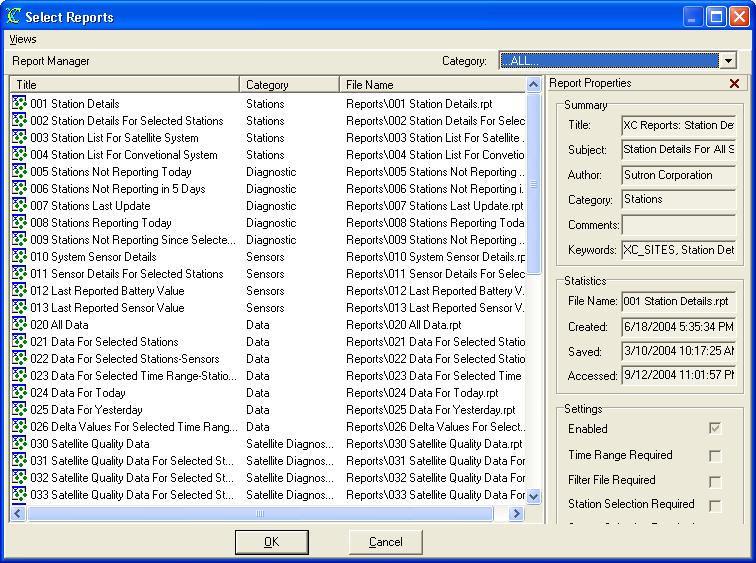 Select Reports
Views
Report Manager Category: ...ALL...
Title Category File Name
001 Station Details Stations Reports\001 Station Details.rpt
002 Station Details For Selected Stations Stations Reports\002 Station Details For Selec
003 Station List For Satellite System Stations Reports\003 Station List For Satellite .
004 Station List For Convetional System Stations Reports\004 Station List For Convetio
005 Stations Not Reporting Today Diagnostic Reports\005 Stations Not Reporting ..
006 Stations Not Reporting in 5 Days Diagnostic Reports\006 Stations Not Reporting i.
007 Stations Last Update Diagnostic Reports\007 Stations Last Update.rpt
008 Stations Reporting Today Diagnostic Reports\008 Stations Reporting Today.
009 Stations Not Reporting Since Selecte... Diagnostic Reports\009 Stations Not Reporting ..
010 System Sensor Details Sensors Reports\010 System Sensor Details.rp
011 Sensor Details For Selected Stations Sensors Reports\011 Sensor Details For Selec
012 Last Reported Battery Value Sensors Reports\012 Last Reported Battery V.
013 Last Reported Sensor Value Sensors Reports\013 Last Reported Sensor V.
020 All Data Data Reports\020 All Data.rpt
021 Data For Selected Stations Data Reports\021 Data For Selected Station
022 Data For Selected Stations-Sensors Data Reports\022 Data For Selected Station
023 Data For Selected Time Range-Statio... Data Reports\023 Data For Selected Time
024 Data For Today Data Reports\024 Data For Today.rpt
025 Data For Yesterday Data Reports\025 Data For Yesterday.rpt
026 Delta Values For Selected Time Rang... Data Reports\026 Delta Values For Select..
030 Satellite Quality Data Satellite Diagnos... Reports\030 Satellite Quality Data.rpt
031 Satellite Quality Data For Selected St... Satellite Diagnos... Reports\031 Satellite Quality Data For
032 Satellite Quality Data For Selected St... Satellite Diagnos... Reports\032 Satellite Quality Data For
033 Satellite Quality Data For Selected St... Satellite Diagnos... Reports\033 Satellite Quality Data For
Report Properties
Summary
Title: XC Reports: Station De
Subject: Station Details For All S
Author: Sutron Corporation
Category: Stations
Comments:
Keywords: XC_SITES, Station Det
Statistics
File Name: 001 Station Details.rpt
Created: 6/18/2004 5:35:34 PM
Saved: 3/10/2004 10:17:25 AM
Accessed: 9/12/2004 11:01:57 PM
Settings
Enabled
Time Range Required
Filter File Required
Station Selection Required
OK Cancel